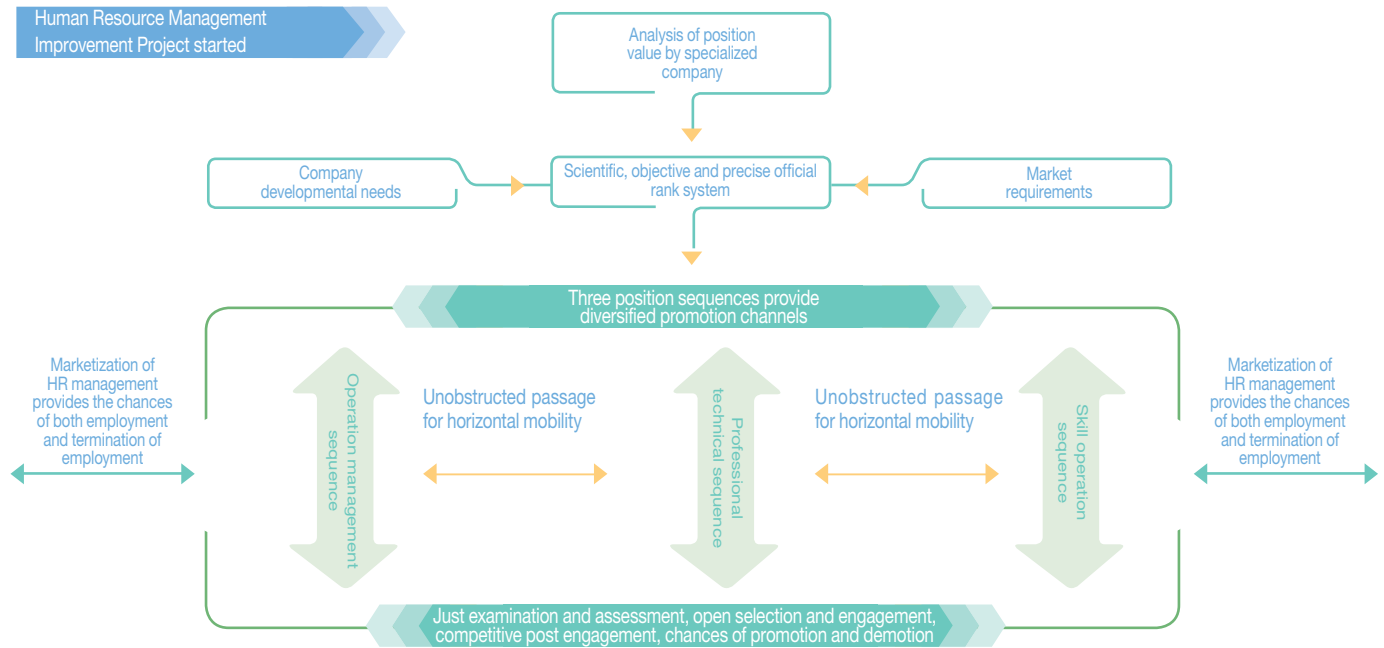 Human Resource Management
Improvement Project started
Analysis of position
value by specialized
company
Company
developmental needs
Scientific, objective and precise official
rank system
Market
requirements
Three position sequences provide
diversified promotion channels
Marketization of
HR management
provides the chances
of both employment
and termination of
employment
Operation management
sequence
Unobstructed passage
for horizontal mobility
Professional
technical sequence
Unobstructed passage
for horizontal mobility
Skill operation
sequence
Marketization of
HR management
provides the chances
of both employment
and termination of
employment
Just examination and assessment, open selection and engagement,
competitive post engagement, chances of promotion and demotion